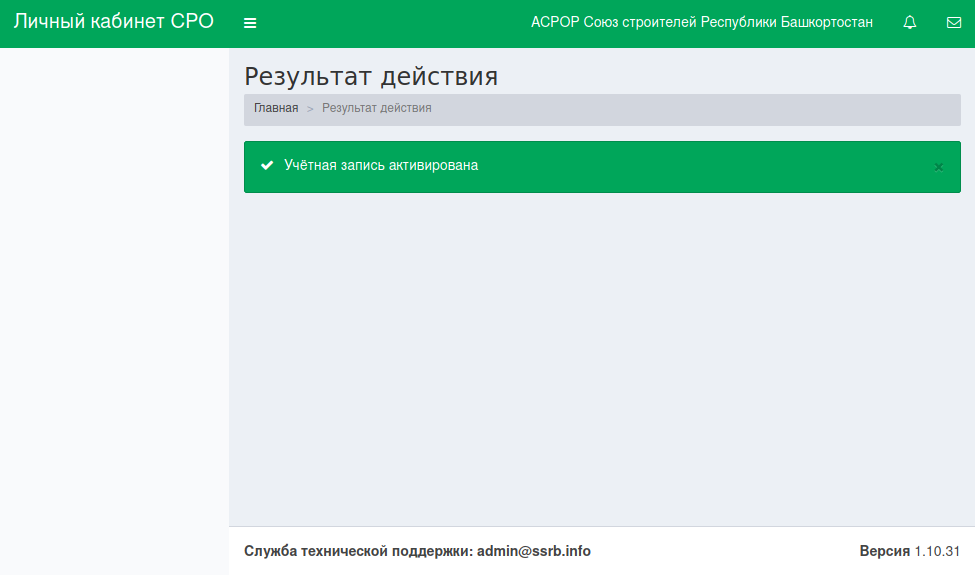 Личный кабинет СРО
АСРОР Союз строителей Республики Башкортостан
Результат действия
Главная > Результат действия
Учётная запись активирована ×
Служба технической поддержки: admin@ssrb.info
Версия 1.10.31